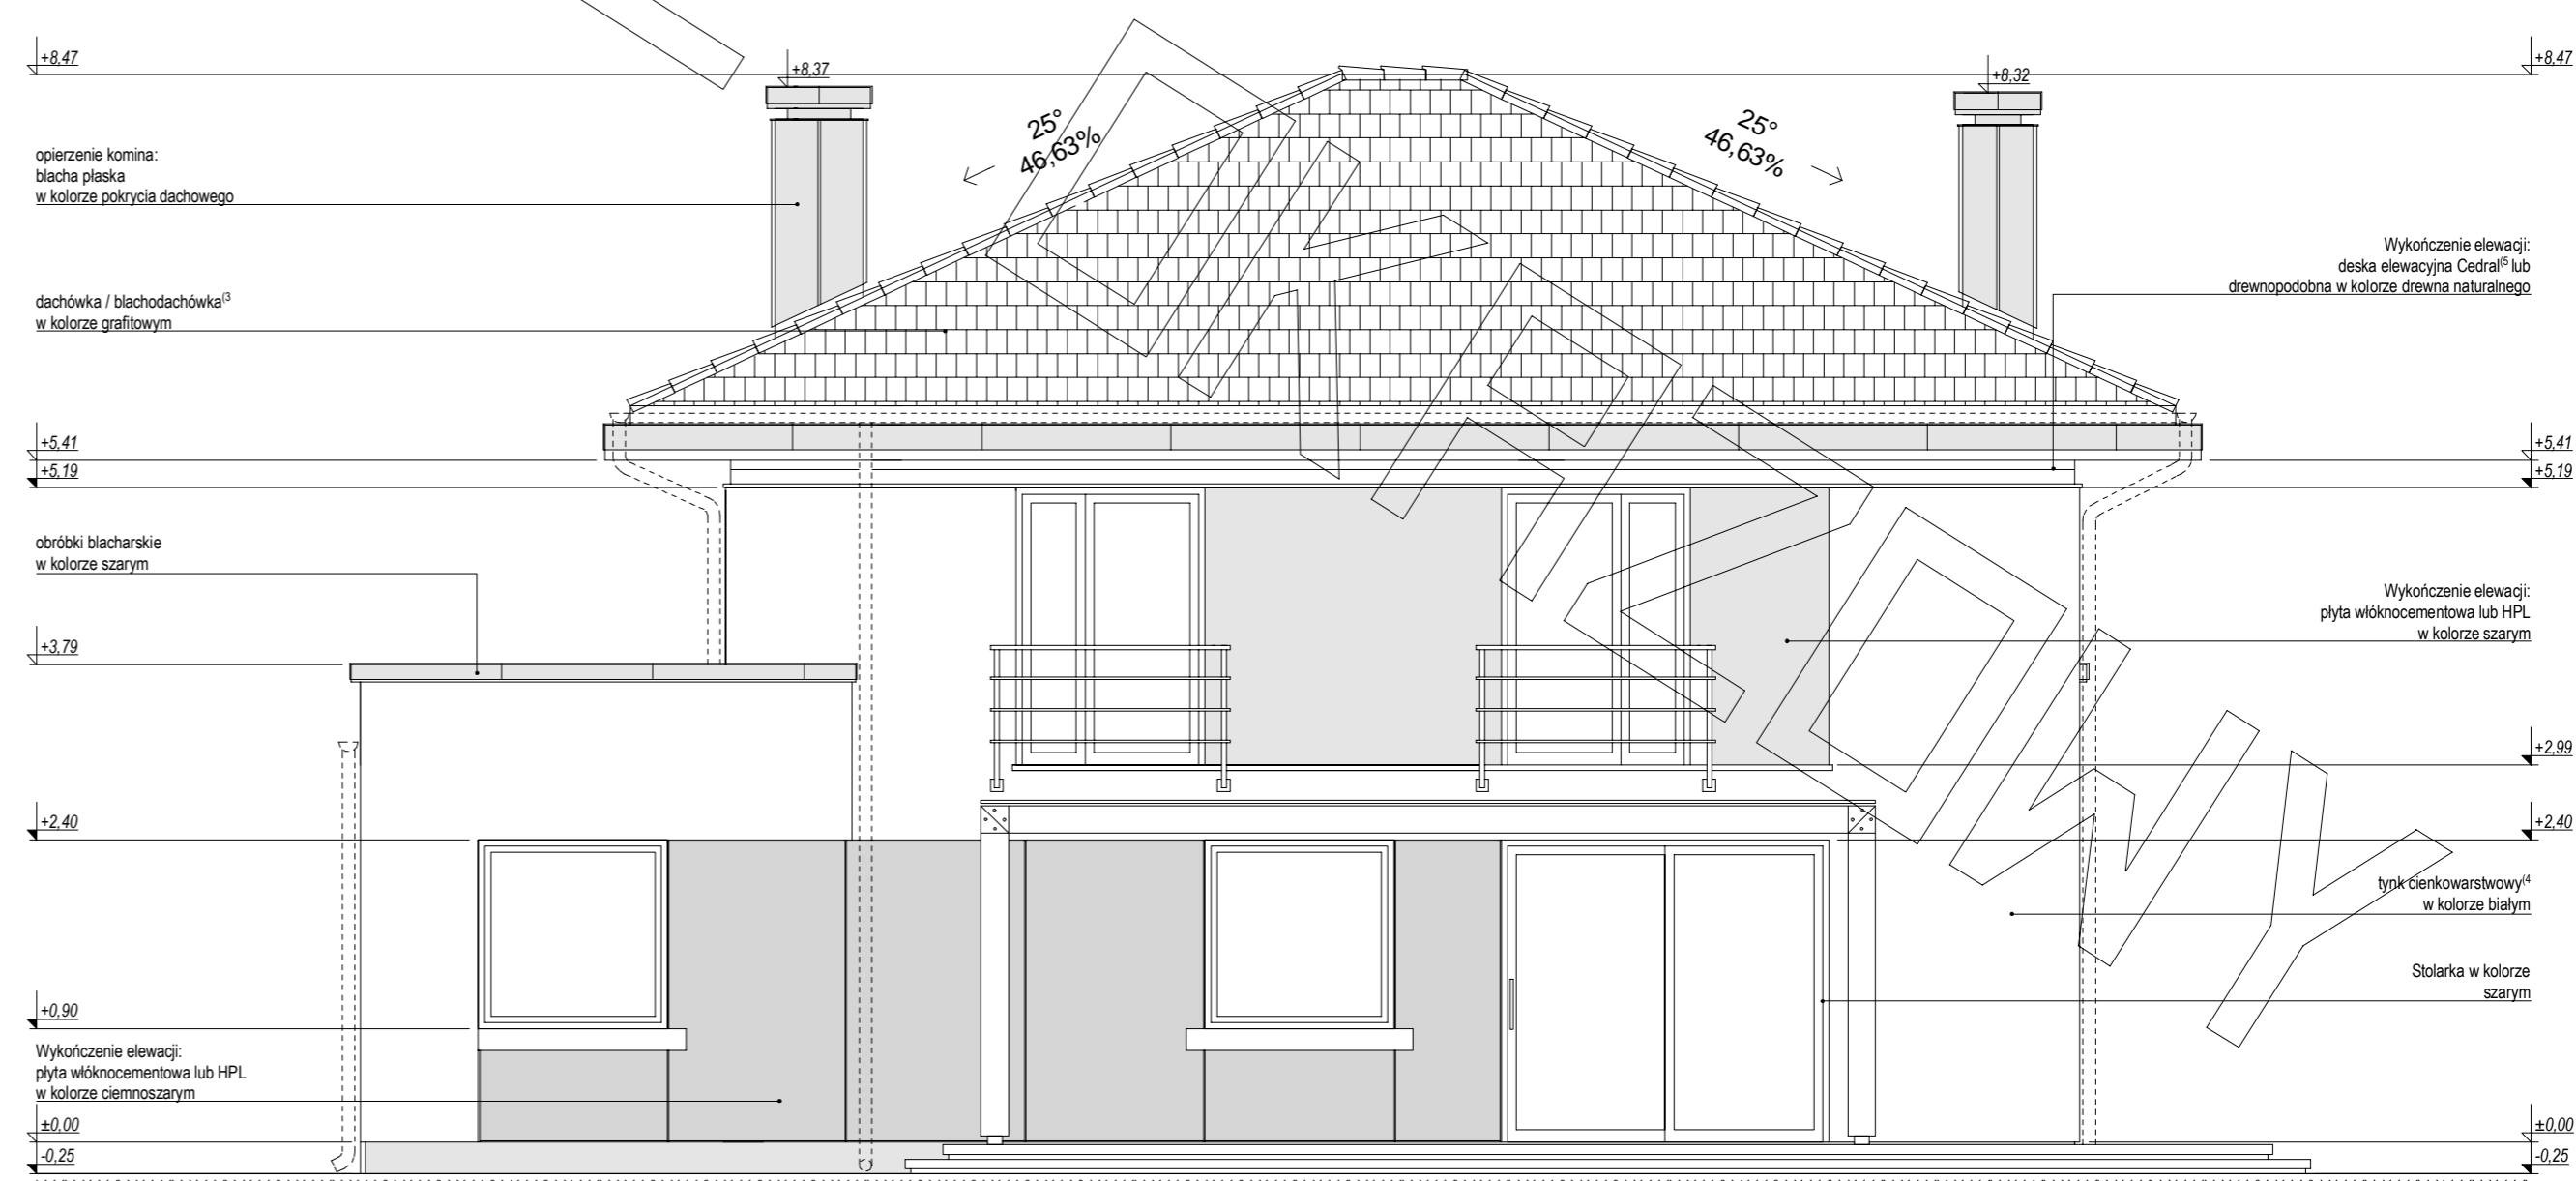 +8,47
+8,37
+8,32
+8,47
25°
46,63%
25°
46,63%
opierzenie komina:
blacha płaska
w kolorze pokrycia dachowego
dachówka / blachodachówka⁽³
w kolorze grafitowym
Wykończenie elewacji:
deska elewacyjna Cedral⁽⁵ lub
drewnopodobna w kolorze drewna naturalnego
+5,41
+5,19
+5,41
+5,19
obróbki blacharskie
w kolorze szarym
Wykończenie elewacji:
płyta włóknocementowa lub HPL
w kolorze szarym
+3,79
+2,99
+2,40
+2,40
tynk cienkowarstwowy⁽⁴
w kolorze białym
Stolarka w kolorze
szarym
+0,90
Wykończenie elewacji:
płyta włóknocementowa lub HPL
w kolorze ciemnoszarym
±0,00
-0,25
±0,00
-0,25